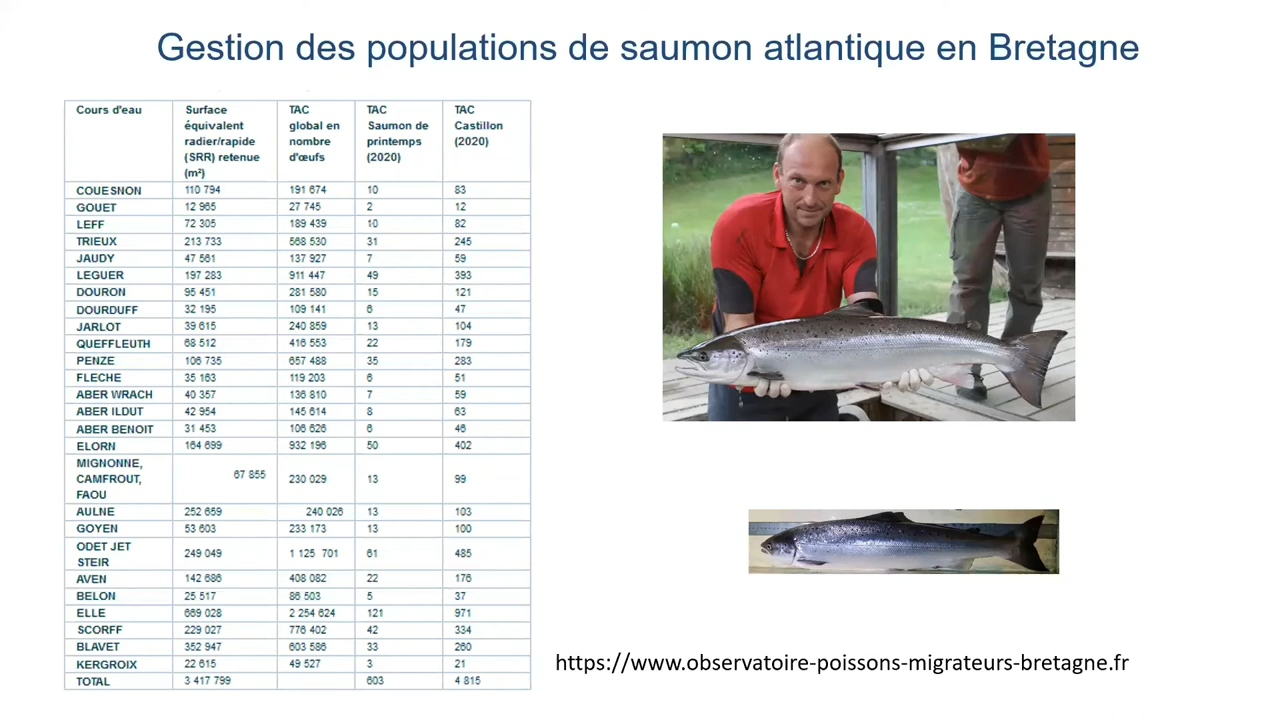 Gestion des populations de saumon atlantique en Bretagne
Cours d'eau Surface équivalent radier/rapide (SRR) retenue (m²) TAC global en nombre d'œufs TAC Saumon de printemps (2020) TAC Castillon (2020)
COUESNON 110 794 191 674 10 83
GOUET 12 965 27 745 2 12
LEFF 72 305 189 439 10 82
TRIEUX 213 733 568 530 31 245
JAUDY 47 561 137 927 7 59
LEGUER 197 283 911 447 49 393
DOURON 95 451 281 580 15 121
DOURDUFF 32 195 109 141 6 47
JARLOT 39 615 240 859 13 104
QUEFFLEUTH 68 512 416 553 22 179
PENZE 106 735 657 488 35 283
FLECHE 35 163 119 203 6 51
ABER WRACH 40 357 136 810 7 59
ABER ILDUT 42 954 145 614 8 63
ABER BENOIT 31 453 106 626 6 46
ELORN 164 699 932 196 50 402
MIGNONNE, CAMFROUT, FAOU 67 855 230 029 13 99
AULNE 252 659 240 026 13 103
GOYEN 53 603 233 173 13 100
ODET JET STEIR 249 049 1 125 701 61 485
AVEN 142 686 408 082 22 176
BELON 25 517 86 503 5 37
ELLE 669 028 2 254 624 121 971
SCORFF 229 027 776 402 42 334
BLAVET 352 947 603 586 33 260
KERGROIX 22 615 49 527 3 21
TOTAL 3 417 799 603 4 815
https://www.observatoire-poissons-migrateurs-bretagne.fr